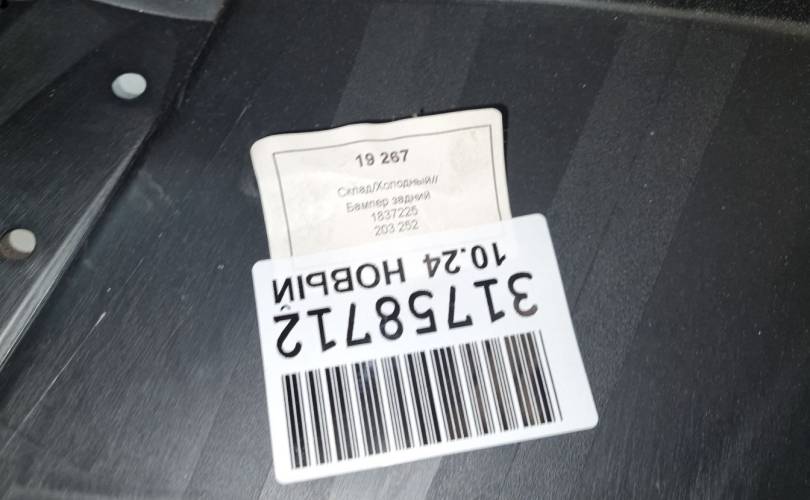 19 267
Склад/Холодный//
Бампер задний
1837225
203 252
31758712
10.24 НОВЫЙ